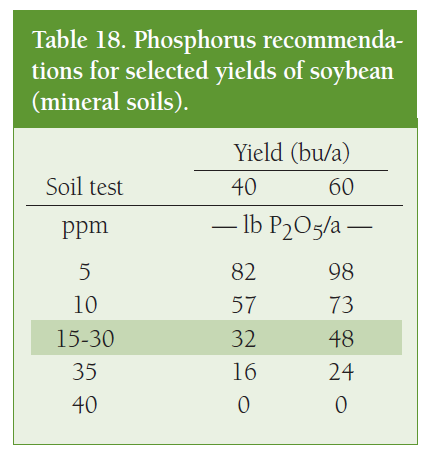 Table 18. Phosphorus recommenda-
tions for selected yields of soybean
(mineral soils).
Yield (bu/a)
Soil test 40 60
ppm — lb P₂O₅/a —
5 82 98
10 57 73
15-30 32 48
35 16 24
40 0 0